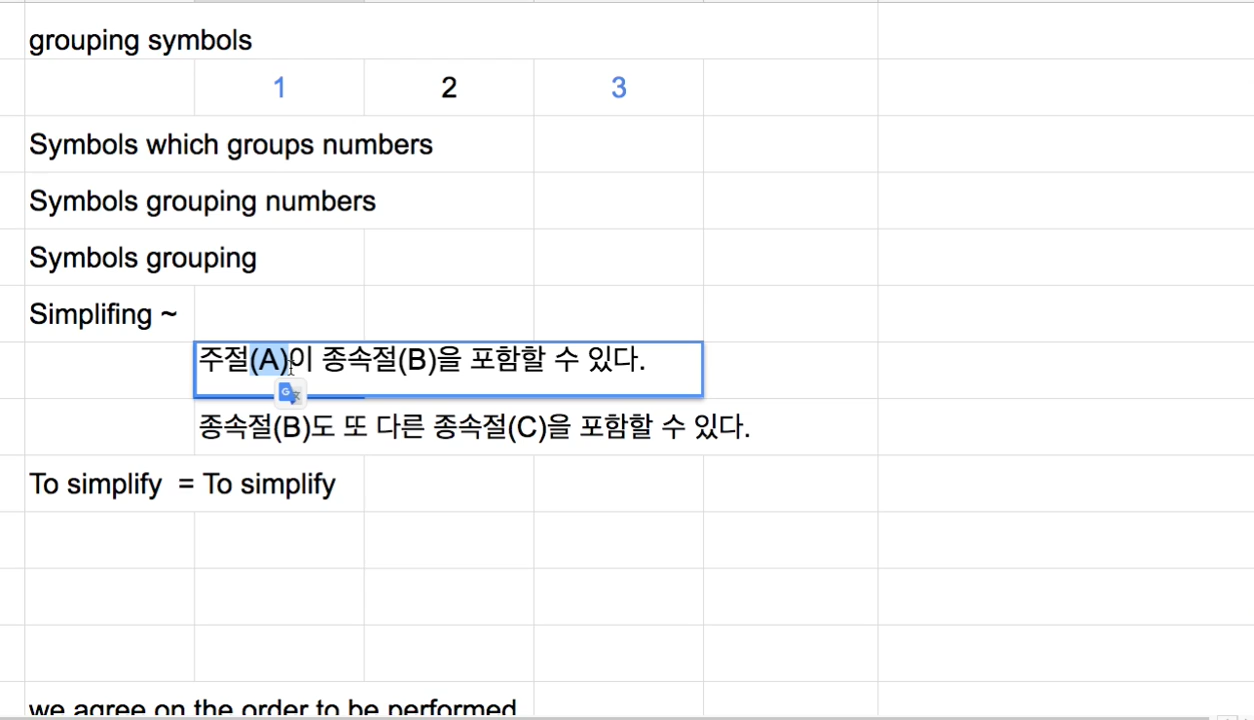 grouping symbols
1 2 3
Symbols which groups numbers
Symbols grouping numbers
Symbols grouping
Simplifing ~
주절(A)이 종속절(B)을 포함할 수 있다.
종속절(B)도 또 다른 종속절(C)을 포함할 수 있다.
To simplify = To simplify
we agree on the order to be performed